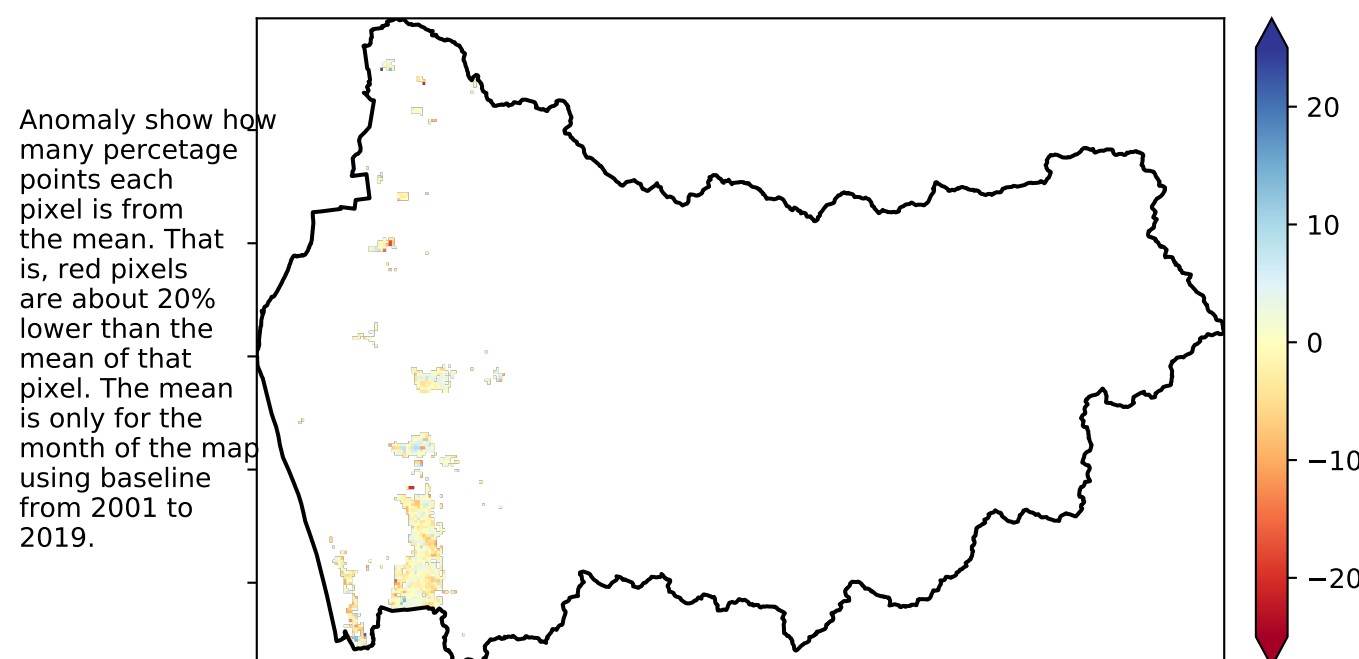 Anomaly show how
many percetage
points each
pixel is from
the mean. That
is, red pixels
are about 20%
lower than the
mean of that
pixel. The mean
is only for the
month of the map
using baseline
from 2001 to
2019.
20
10
0
−10
−20